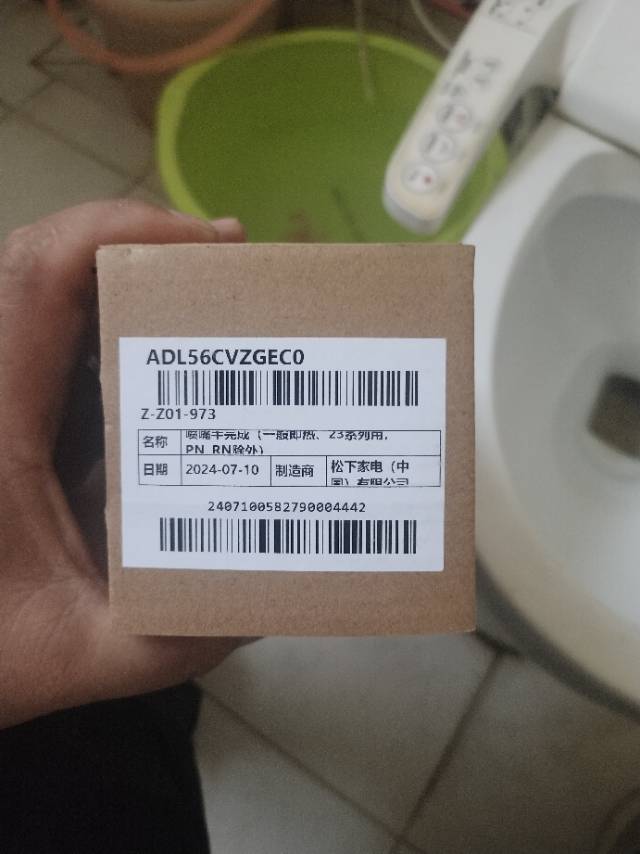 ADL56CVZGEC0
Z-Z01-973
名称 喷嘴半完成（一般即热、23系列用，
PN、RN除外）
日期 2024-07-10 制造商 松下家电（中
国）有限公司
2407100582790004442